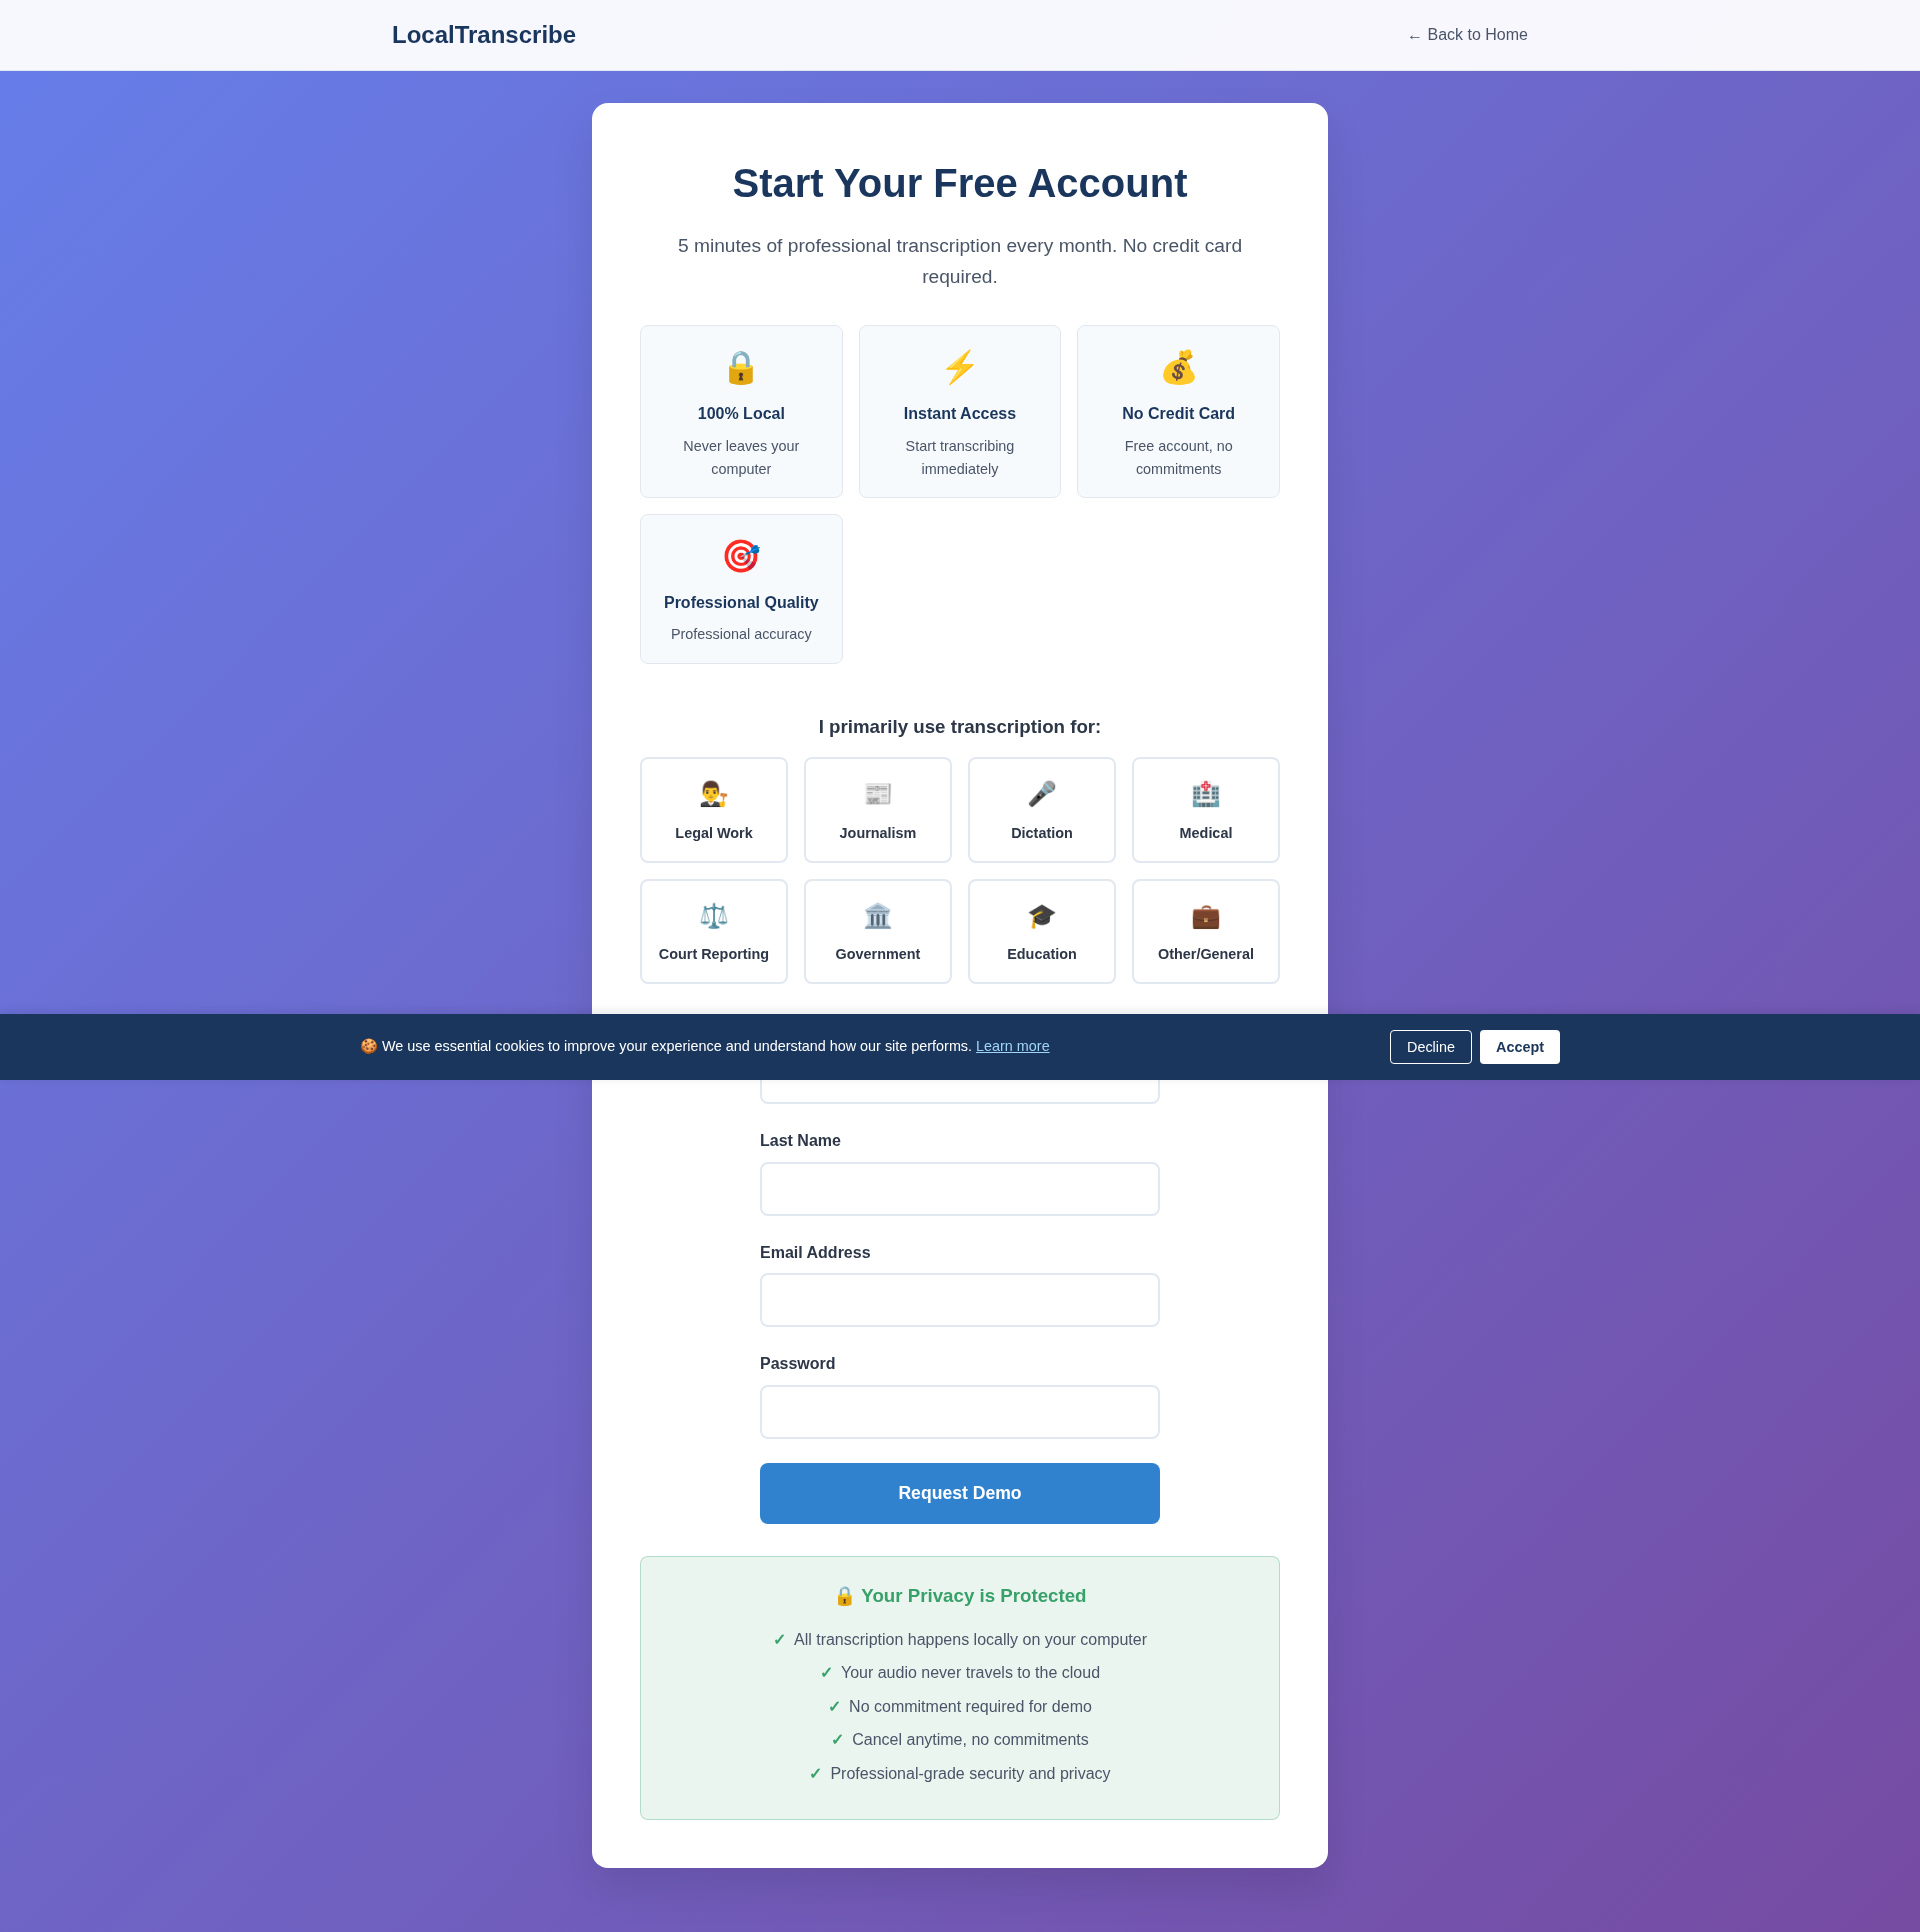 LocalTranscribe
← Back to Home
Start Your Free Account
5 minutes of professional transcription every month. No credit card
required.
100% Local
Never leaves your
computer
Instant Access
Start transcribing
immediately
No Credit Card
Free account, no
commitments
Professional Quality
Professional accuracy
I primarily use transcription for:
Legal Work
Journalism
Dictation
Medical
Court Reporting
Government
Education
Other/General
🍪 We use essential cookies to improve your experience and understand how our site performs. Learn more
Decline
Accept
Last Name
Email Address
Password
Request Demo
🔒 Your Privacy is Protected
✓ All transcription happens locally on your computer
✓ Your audio never travels to the cloud
✓ No commitment required for demo
✓ Cancel anytime, no commitments
✓ Professional-grade security and privacy